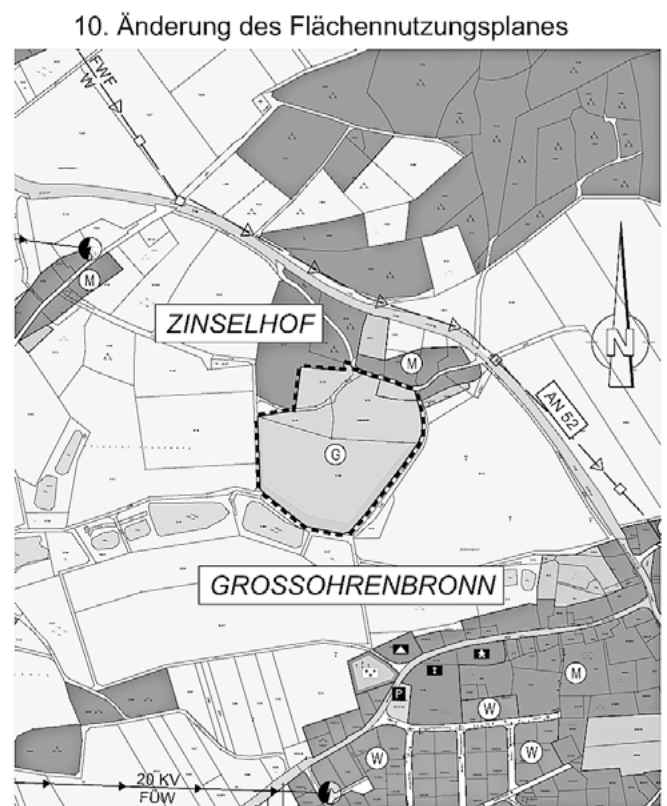 10. Änderung des Flächennutzungsplanes
FWF
W
M
ZINSELHOF
M
N
AN 52
G
GROSSOHRENBRONN
P
M
W
W
W
20 KV
FÜW